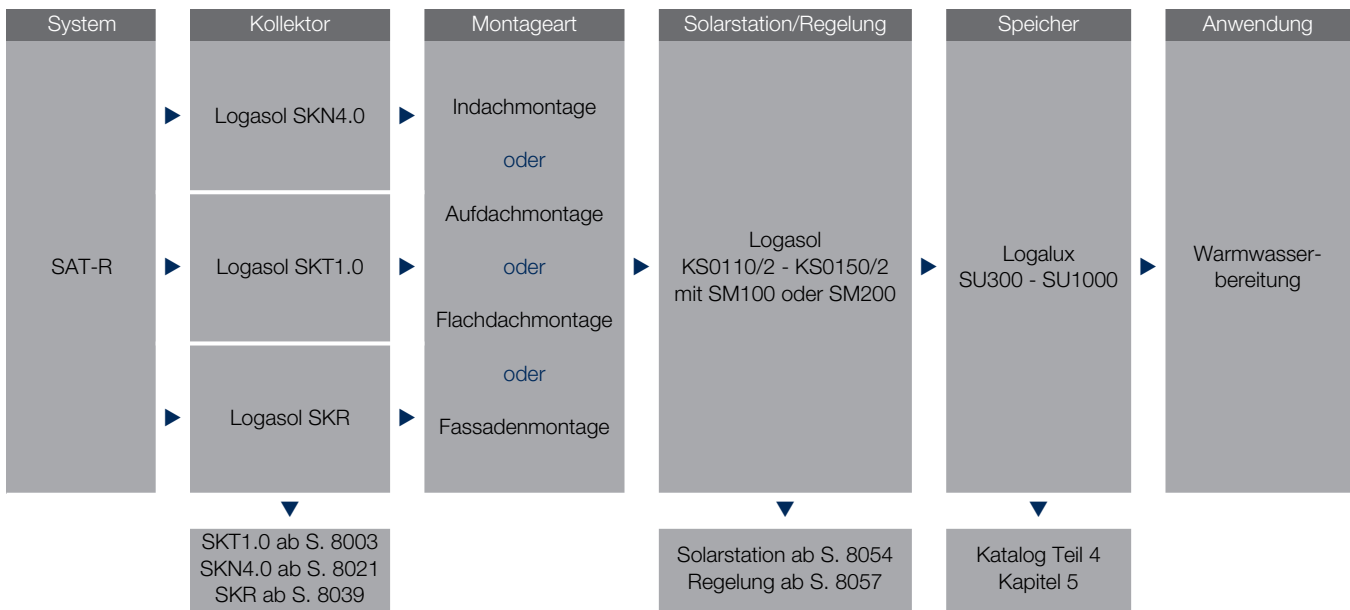 System
Kollektor
Montageart
Solarstation/Regelung
Speicher
Anwendung
SAT-R
Logasol SKN4.0
Logasol SKT1.0
Logasol SKR
Indachmontage
oder
Aufdachmontage
oder
Flachdachmontage
oder
Fassadenmontage
Logasol
KS0110/2 - KS0150/2
mit SM100 oder SM200
Logalux
SU300 - SU1000
Warmwasser-
bereitung
SKT1.0 ab S. 8003
SKN4.0 ab S. 8021
SKR ab S. 8039
Solarstation ab S. 8054
Regelung ab S. 8057
Katalog Teil 4
Kapitel 5